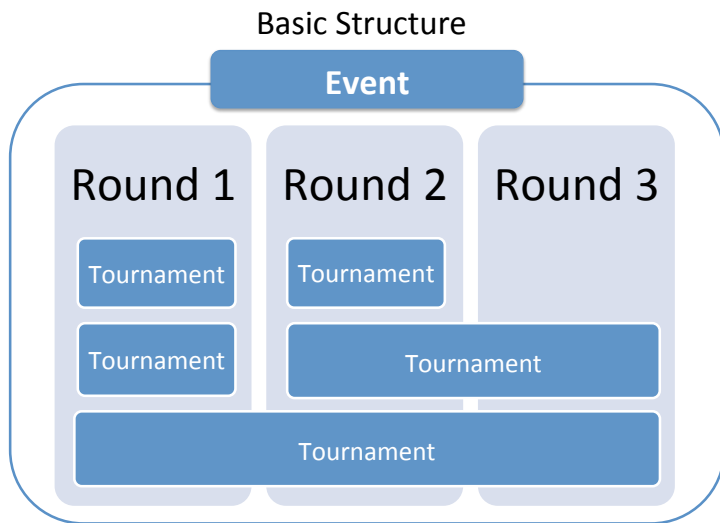 Basic Structure
Event
Round 1
Round 2
Round 3
Tournament
Tournament
Tournament
Tournament
Tournament